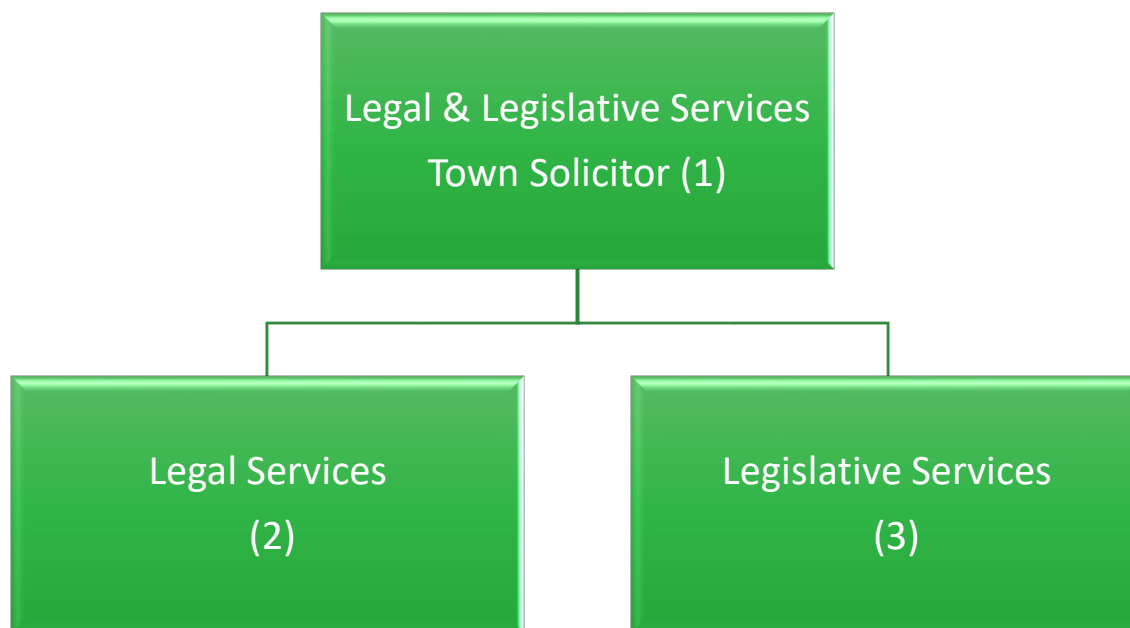 Legal & Legislative Services
Town Solicitor (1)
Legal Services
(2)
Legislative Services
(3)